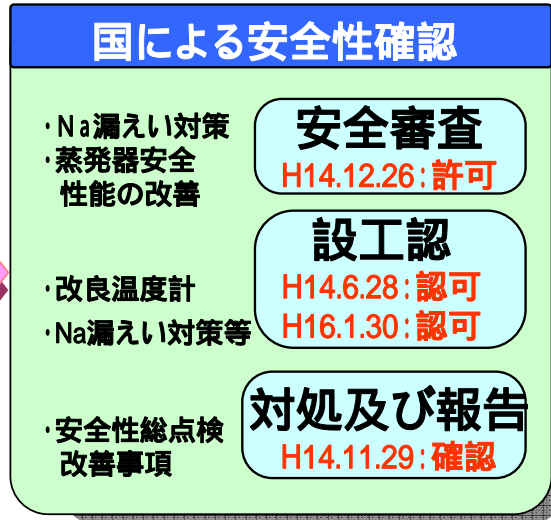 国による安全性確認
･Na漏えい対策
･蒸発器安全
性能の改善
安全審査
H14.12.26:許可
･改良温度計
･Na漏えい対策等
設工認
H14.6.28:認可
H16.1.30:認可
･安全性総点検
改善事項
対処及び報告
H14.11.29:確認